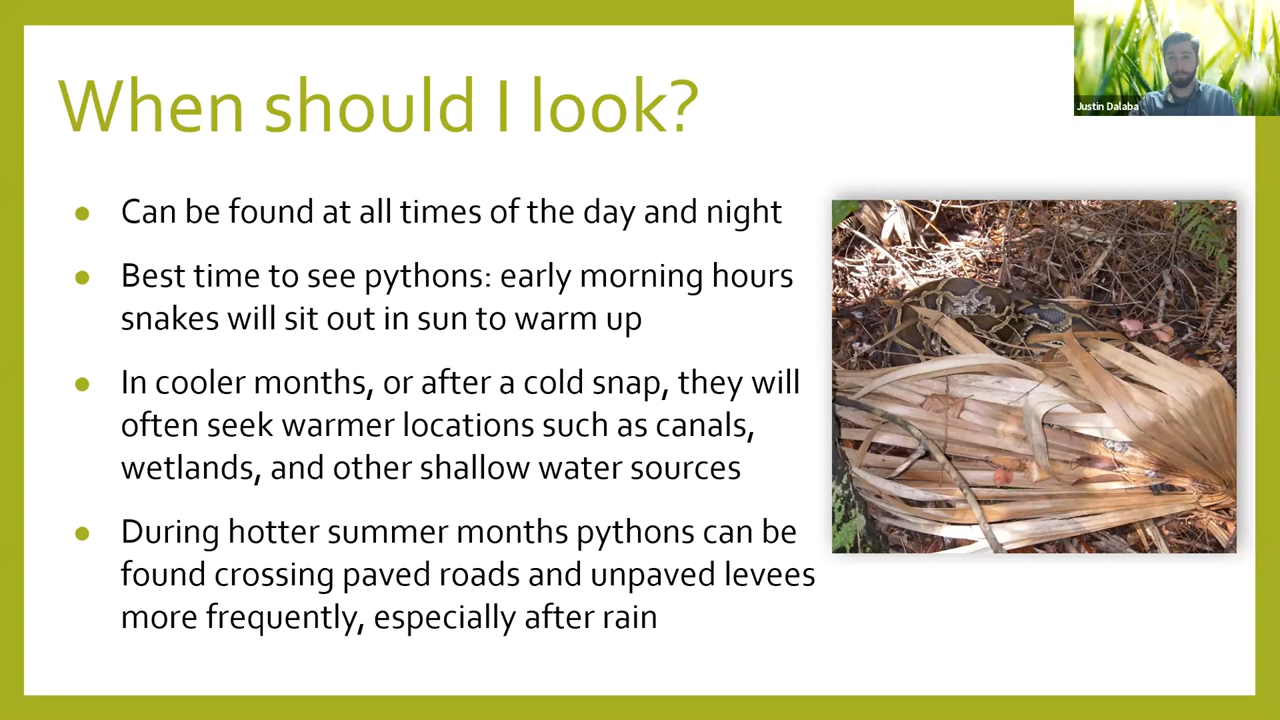 Justin Dalaba
When should I look?
● Can be found at all times of the day and night
● Best time to see pythons: early morning hours
snakes will sit out in sun to warm up
● In cooler months, or after a cold snap, they will
often seek warmer locations such as canals,
wetlands, and other shallow water sources
● During hotter summer months pythons can be
found crossing paved roads and unpaved levees
more frequently, especially after rain